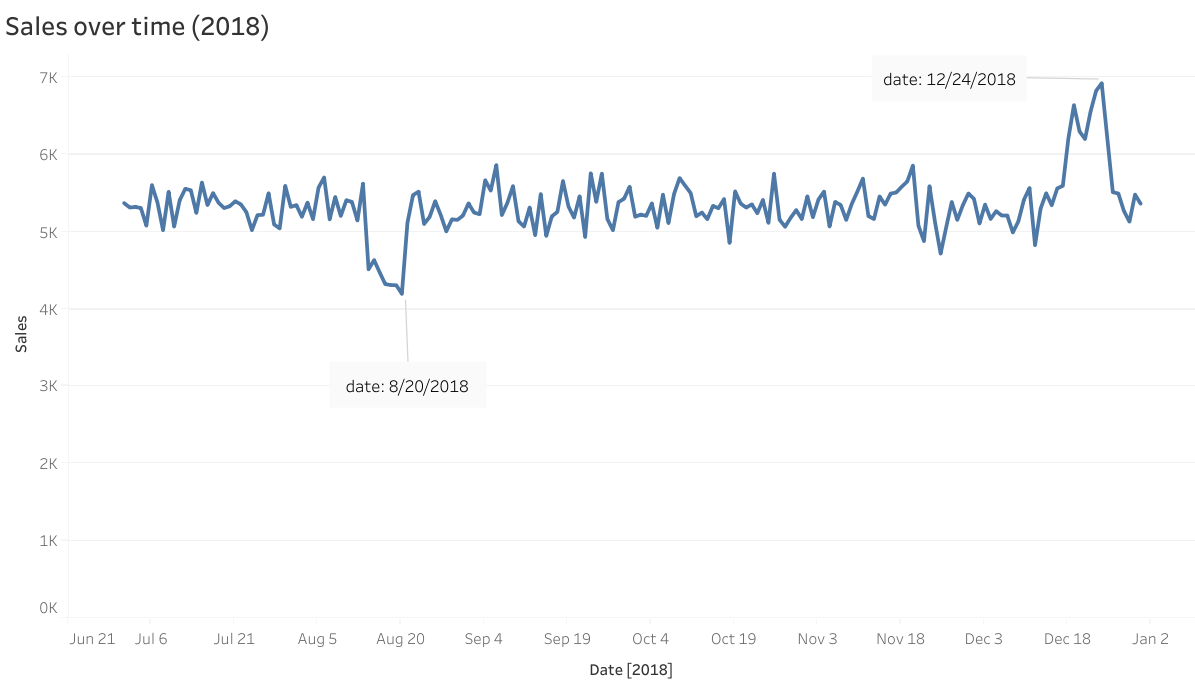 Sales over time (2018)
7K
date: 12/24/2018
6K
5K
4K
Sales
3K
date: 8/20/2018
2K
1K
0K
Jun 21 Jul 6 Jul 21 Aug 5 Aug 20 Sep 4 Sep 19 Oct 4 Oct 19 Nov 3 Nov 18 Dec 3 Dec 18 Jan 2
Date [2018]